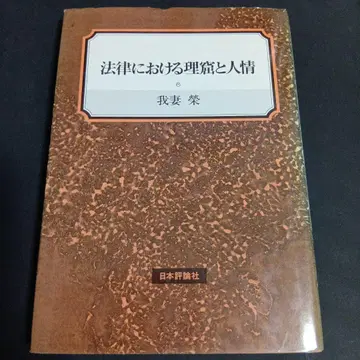 法律における理窟と人情
我妻 榮
日本評論社